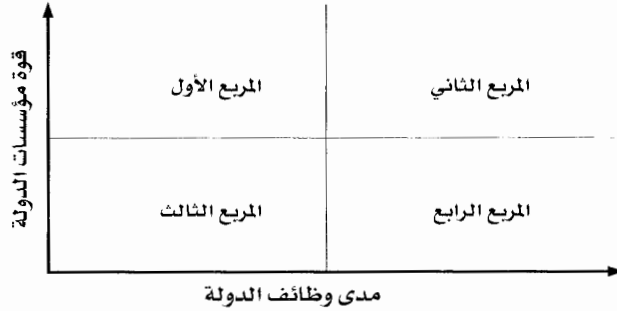 قوة مؤسسات الدولة
المربع الأول
المربع الثاني
المربع الثالث
المربع الرابع
مدى وظائف الدولة